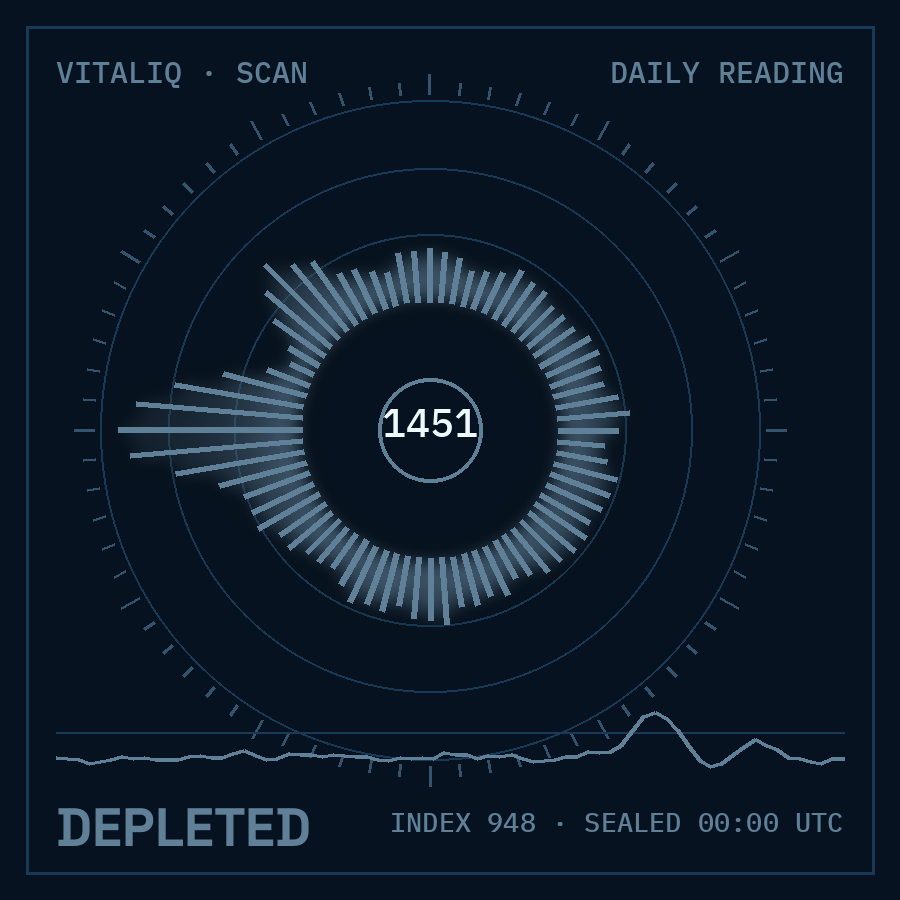 VITALIQ · SCAN
DAILY READING
1451
DEPLETED
INDEX 948 · SEALED 00:00 UTC